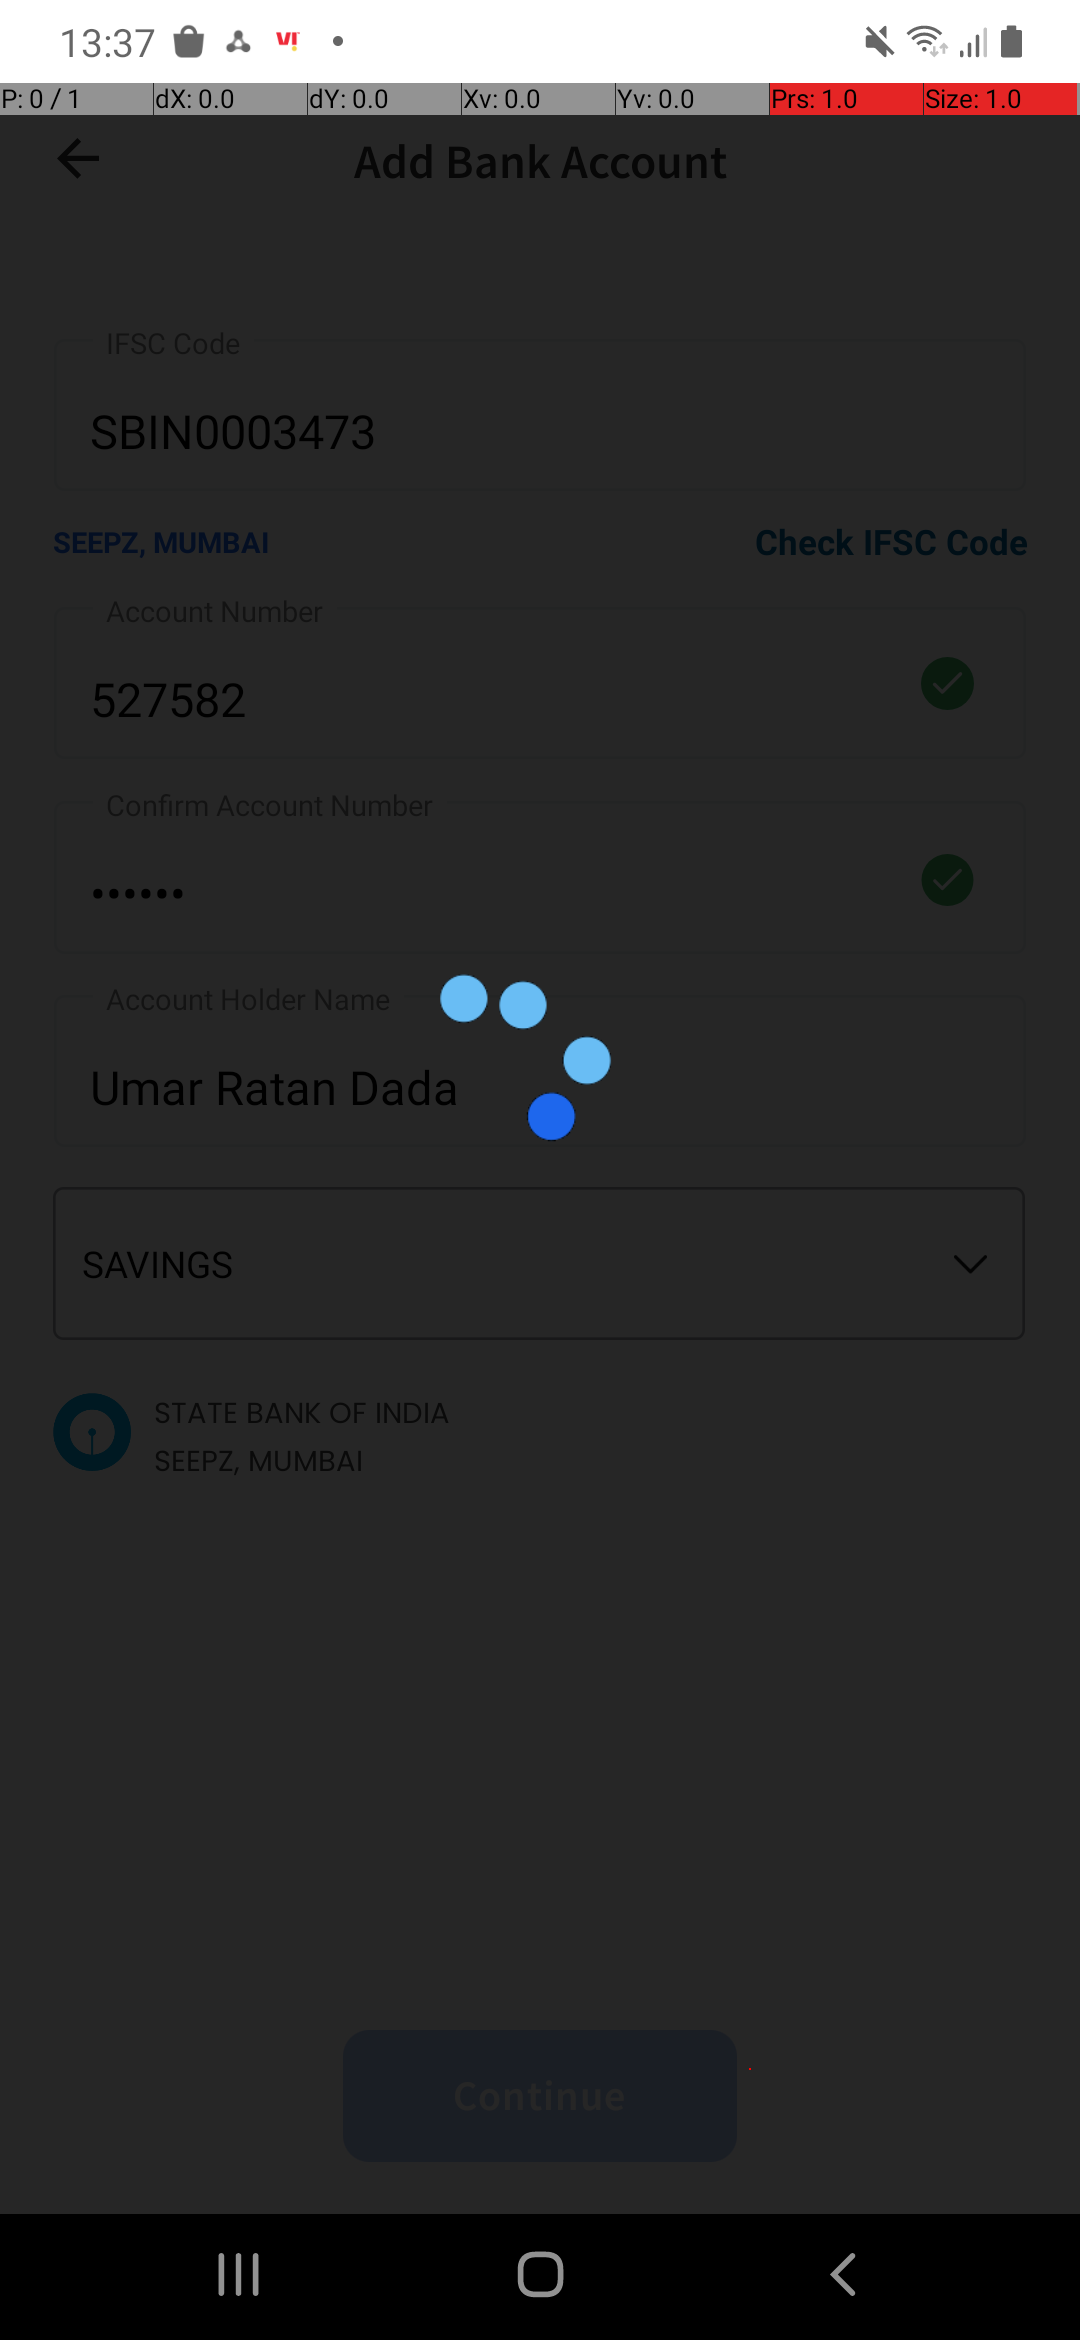 13:37 VI
P: 0 / 1 dX: 0.0 dY: 0.0 Xv: 0.0 Yv: 0.0 Prs: 1.0 Size: 1.0
Add Bank Account
IFSC Code
SBIN0003473
SEEPZ, MUMBAI Check IFSC Code
Account Number
527582
Confirm Account Number
••••••
Account Holder Name
Umar Ratan Dada
SAVINGS
STATE BANK OF INDIA
SEEPZ, MUMBAI
Continue